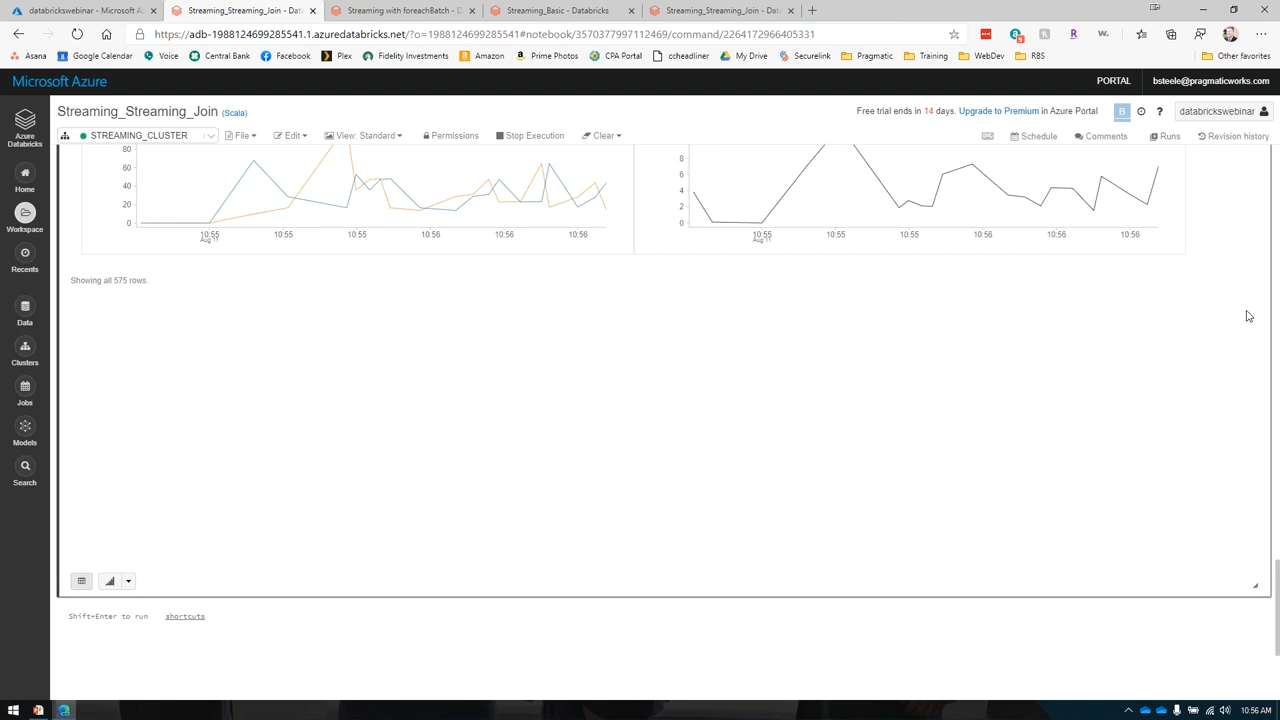 databrickswebinar - Microsoft A
Streaming_Streaming_Join - Dat
Streaming with foreachBatch - D
Streaming_Basic - Databricks
Streaming_Streaming_Join - Dat
https://adb-1988124699285541.1.azuredatabricks.net/?o=1988124699285541#notebook/3570377997112469/command/2264172966405331
Asana
Google Calendar
Voice
Central Bank
Facebook
Plex
Fidelity Investments
Amazon
Prime Photos
CPA Portal
ccheadliner
My Drive
Securelink
Pragmatic
Training
WebDev
RBS
Other favorites
Microsoft Azure
PORTAL
bsteele@pragmaticworks.com
Azure
Databricks
Home
Workspace
Recents
Data
Clusters
Jobs
Models
Search
Streaming_Streaming_Join (Scala)
Free trial ends in 14 days. Upgrade to Premium in Azure Portal
B
?
databrickswebinar
STREAMING_CLUSTER
File
Edit
View: Standard
Permissions
Stop Execution
Clear
Schedule
Comments
Runs
Revision history
80
60
40
20
0
10:55
Aug 11
10:55
10:55
10:56
10:56
10:56
8
6
4
2
0
10:55
Aug 11
10:55
10:55
10:56
10:56
10:56
Showing all 575 rows.
Shift+Enter to run shortcuts
10:56 AM